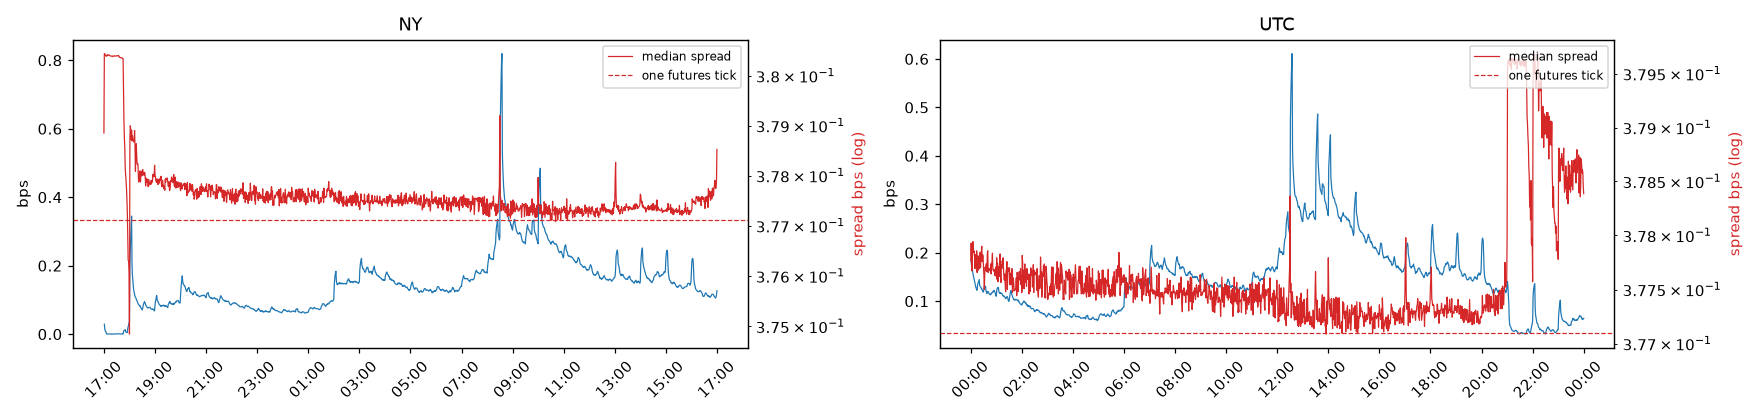 NY
0.8
0.6
0.4
0.2
0.0
bps
median spread
one futures tick
3.8 × 10⁻¹
3.79 × 10⁻¹
3.78 × 10⁻¹
3.77 × 10⁻¹
3.76 × 10⁻¹
3.75 × 10⁻¹
spread bps (log)
17:00
19:00
21:00
23:00
01:00
03:00
05:00
07:00
09:00
11:00
13:00
15:00
17:00
UTC
0.6
0.5
0.4
0.3
0.2
0.1
bps
median spread
one futures tick
3.795 × 10⁻¹
3.79 × 10⁻¹
3.785 × 10⁻¹
3.78 × 10⁻¹
3.775 × 10⁻¹
3.77 × 10⁻¹
spread bps (log)
00:00
02:00
04:00
06:00
08:00
10:00
12:00
14:00
16:00
18:00
20:00
22:00
00:00